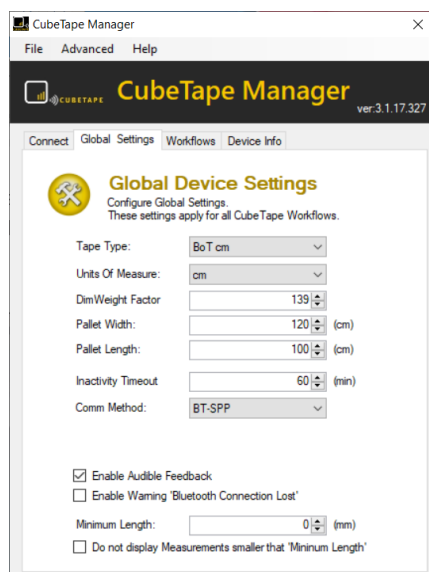 CubeTape Manager
File Advanced Help
CUBETAPE CubeTape Manager
ver:3.1.17.327
Connect Global Settings Workflows Device Info
Global Device Settings
Configure Global Settings.
These settings apply for all CubeTape Workflows.
Tape Type: BoT cm
Units Of Measure: cm
DimWeight Factor 139
Pallet Width: 120 (cm)
Pallet Length: 100 (cm)
Inactivity Timeout 60 (min)
Comm Method: BT-SPP
Enable Audible Feedback
Enable Warning 'Bluetooth Connection Lost'
Minimum Length: 0 (mm)
Do not display Measurements smaller that 'Mininum Length'